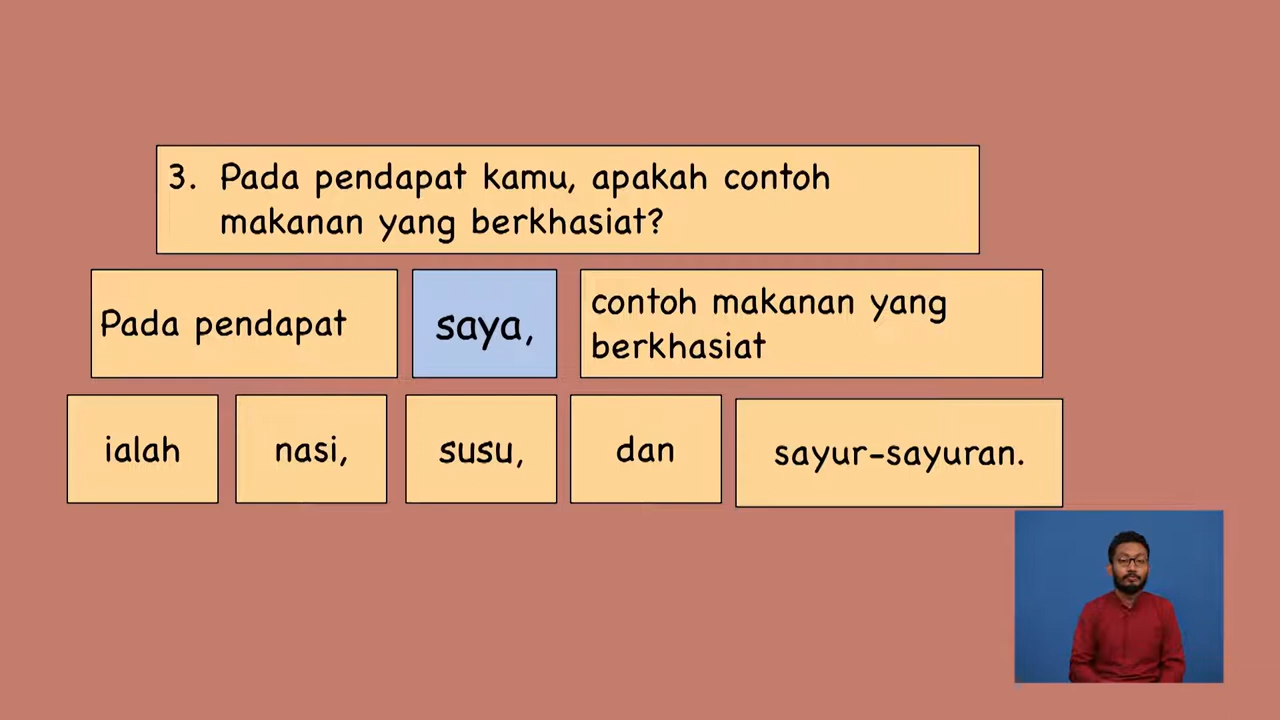 3. Pada pendapat kamu, apakah contoh
makanan yang berkhasiat?
Pada pendapat saya, contoh makanan yang
berkhasiat
ialah nasi, susu, dan sayur-sayuran.